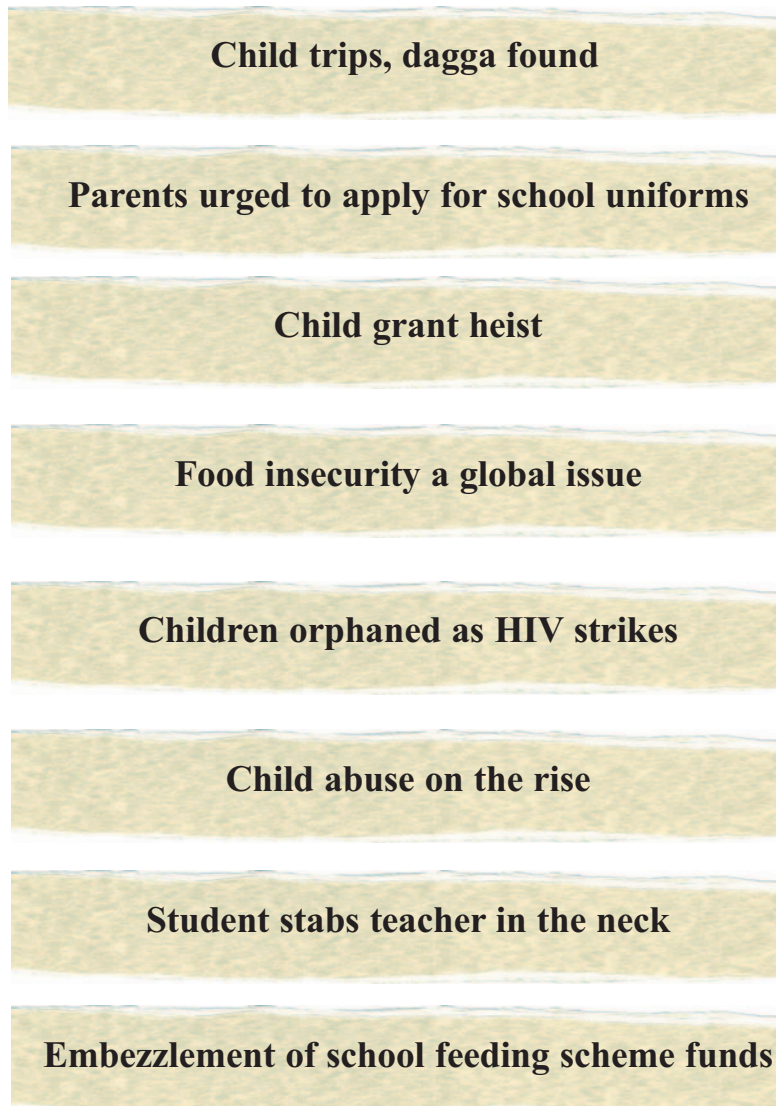 Child trips, dagga found
Parents urged to apply for school uniforms
Child grant heist
Food insecurity a global issue
Children orphaned as HIV strikes
Child abuse on the rise
Student stabs teacher in the neck
Embezzlement of school feeding scheme funds